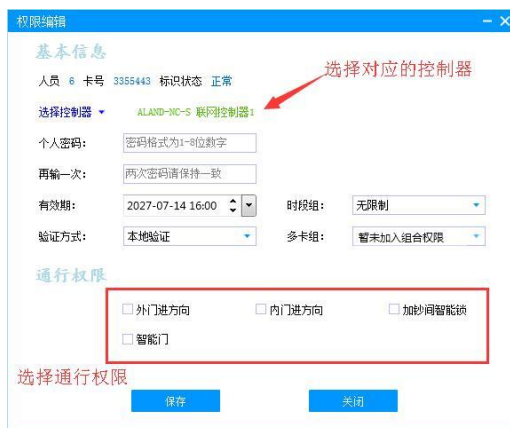 权限编辑
基本信息
人员 6 卡号 3355443 标识状态 正常
选择对应的控制器
选择控制器 ALAND-NC-S 联网控制器1
个人密码: 密码格式为1-8位数字
再输一次: 两次密码请保持一致
有效期: 2027-07-14 16:00 时段组: 无限制
验证方式: 本地验证 多卡组: 暂未加入组合权限
通行权限
外门进方向 内门进方向 加钞间智能锁
智能门
选择通行权限
保存 关闭